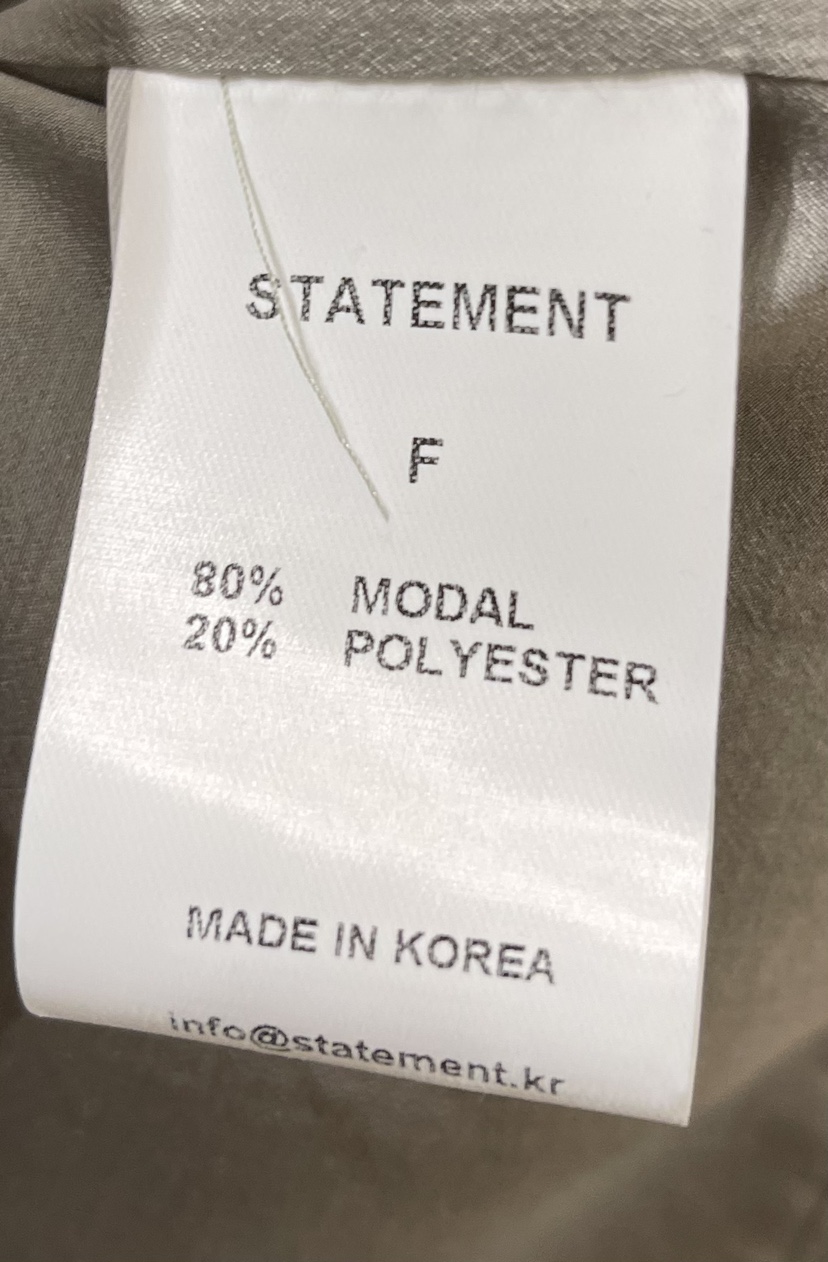 STATEMENT
F
80% MODAL
20% POLYESTER
MADE IN KOREA
info@statement.kr